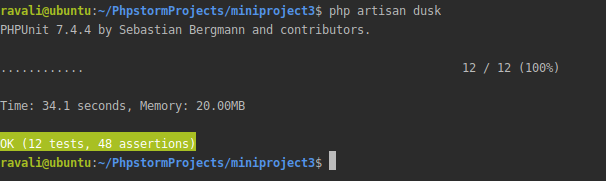 ravali@ubuntu:~/PhpstormProjects/miniproject3$ php artisan dusk
PHPUnit 7.4.4 by Sebastian Bergmann and contributors.
............ 12 / 12 (100%)
Time: 34.1 seconds, Memory: 20.00MB
OK (12 tests, 48 assertions)
ravali@ubuntu:~/PhpstormProjects/miniproject3$